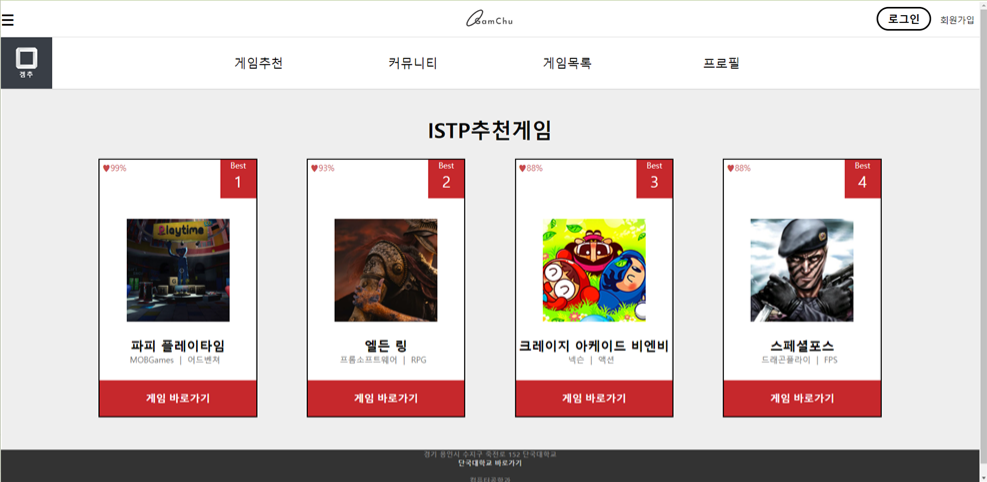 GamChu
로그인
회원가입
겜추
게임추천
커뮤니티
게임목록
프로필
ISTP추천게임
♥99%
Best
1
Playtime
파피 플레이타임
MOBGames | 어드벤쳐
게임 바로가기
♥93%
Best
2
엘든 링
프롬소프트웨어 | RPG
게임 바로가기
♥88%
Best
3
크레이지 아케이드 비엔비
넥슨 | 액션
게임 바로가기
♥88%
Best
4
스페셜포스
드래곤플라이 | FPS
게임 바로가기
경기 용인시 수지구 죽전로 152 단국대학교
단국대학교 바로가기